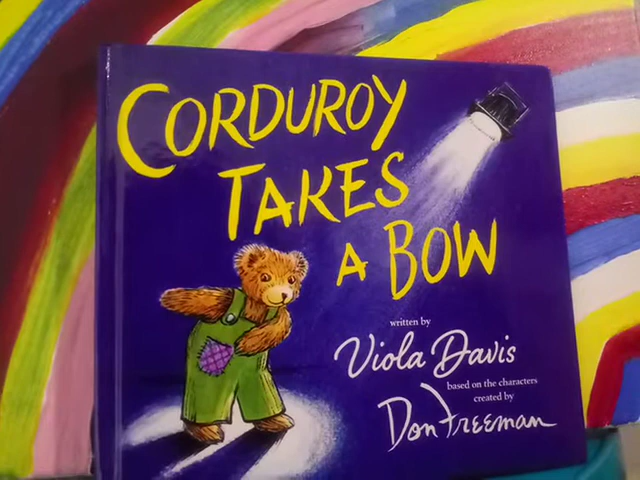 CORDUROY
TAKES
A BOW
written by
Viola Davis
based on the characters
created by
Don Freeman